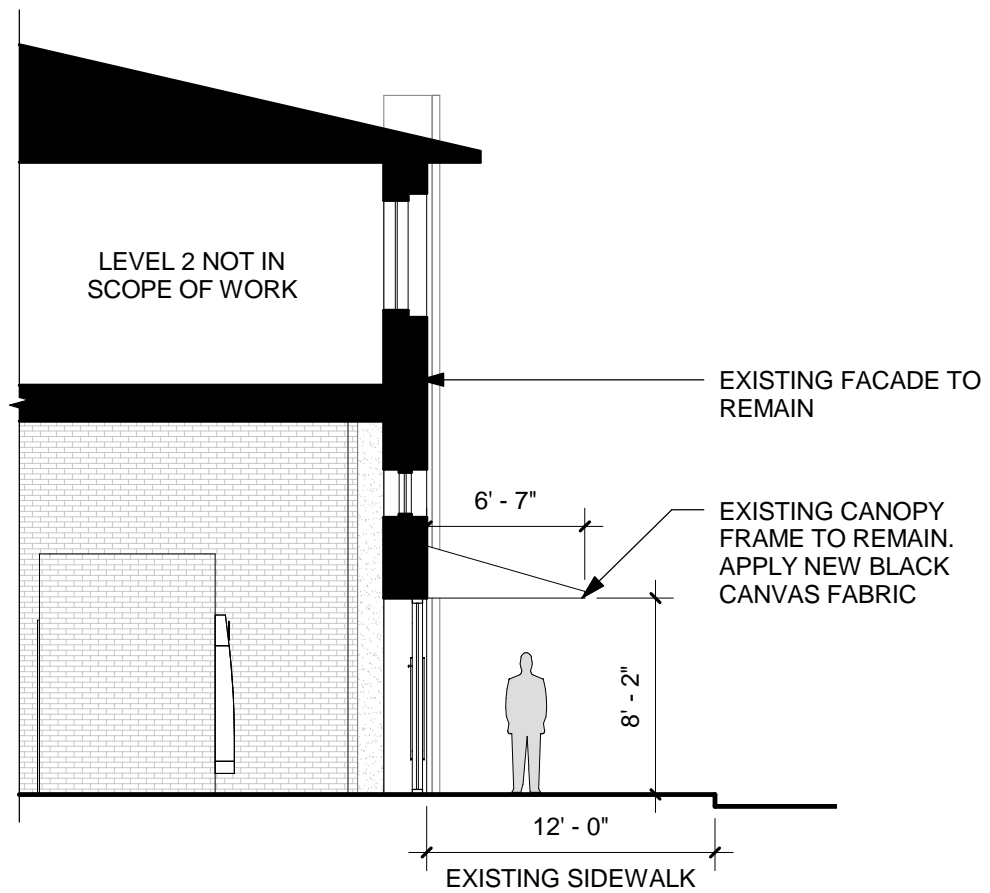 LEVEL 2 NOT IN
SCOPE OF WORK
EXISTING FACADE TO
REMAIN
6' - 7"
EXISTING CANOPY
FRAME TO REMAIN.
APPLY NEW BLACK
CANVAS FABRIC
8' - 2"
12' - 0"
EXISTING SIDEWALK